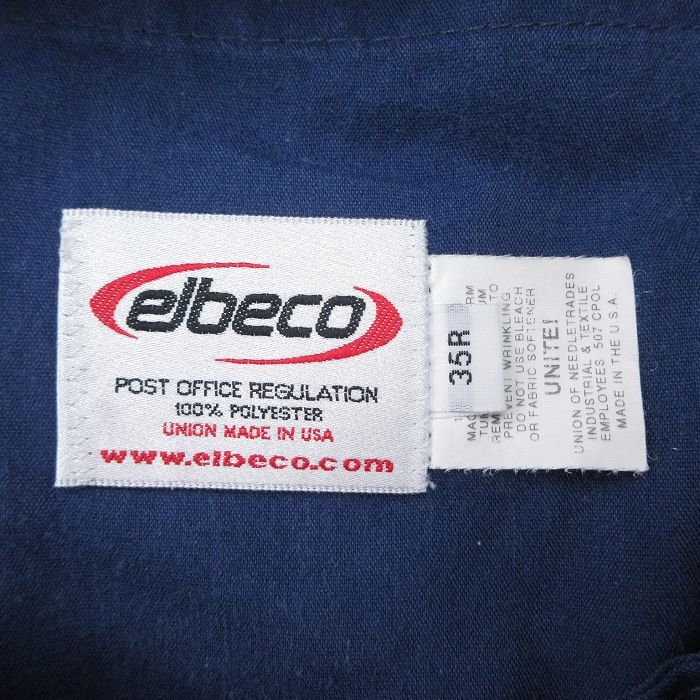 elbeco
POST OFFICE REGULATION
100% POLYESTER
UNION MADE IN USA
www.elbeco.com
35R
PREVENT WRINKLING
DO NOT USE BLEACH
OR FABRIC SOFTENER
UNITE!
UNION OF NEEDLETRADES
INDUSTRIAL & TEXTILE
EMPLOYEES 507 CPOL
MADE IN THE U.S.A.